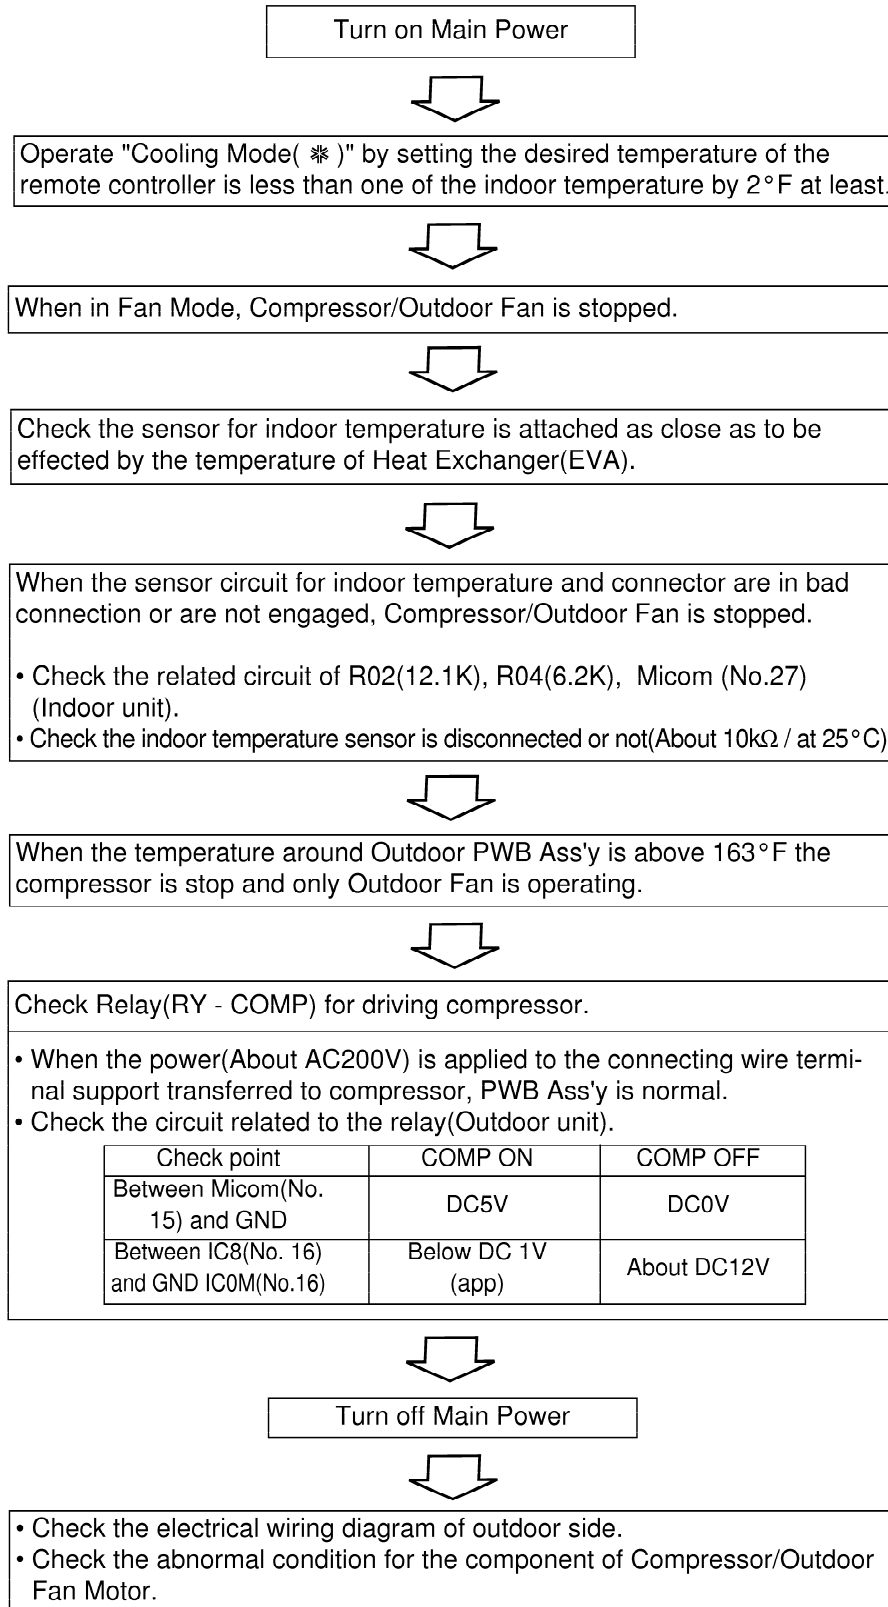 Turn on Main Power
Operate "Cooling Mode( ❊ )" by setting the desired temperature of the
remote controller is less than one of the indoor temperature by 2°F at least.
When in Fan Mode, Compressor/Outdoor Fan is stopped.
Check the sensor for indoor temperature is attached as close as to be
effected by the temperature of Heat Exchanger(EVA).
When the sensor circuit for indoor temperature and connector are in bad
connection or are not engaged, Compressor/Outdoor Fan is stopped.
• Check the related circuit of R02(12.1K), R04(6.2K), Micom (No.27)
(Indoor unit).
• Check the indoor temperature sensor is disconnected or not(About 10kΩ / at 25°C)
When the temperature around Outdoor PWB Ass'y is above 163°F the
compressor is stop and only Outdoor Fan is operating.
Check Relay(RY - COMP) for driving compressor.
• When the power(About AC200V) is applied to the connecting wire termi-
nal support transferred to compressor, PWB Ass'y is normal.
• Check the circuit related to the relay(Outdoor unit).
Check point COMP ON COMP OFF
Between Micom(No.
15) and GND DC5V DC0V
Between IC8(No. 16)
and GND IC0M(No.16) Below DC 1V
(app) About DC12V
Turn off Main Power
• Check the electrical wiring diagram of outdoor side.
• Check the abnormal condition for the component of Compressor/Outdoor
Fan Motor.